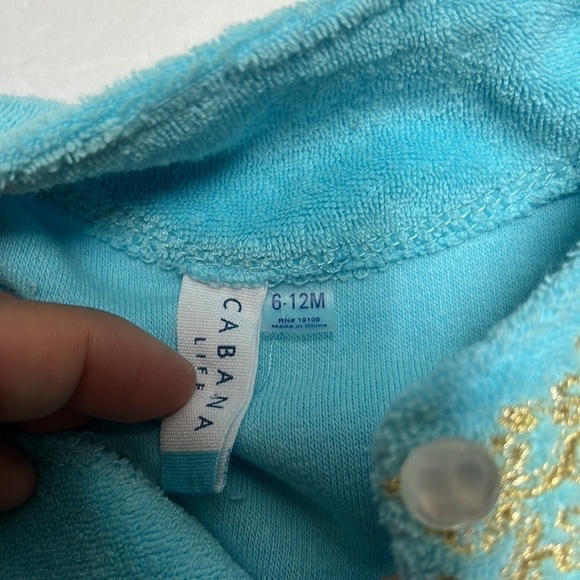 CABANA
LIFE
6-12M
RN# 19109
Made in China